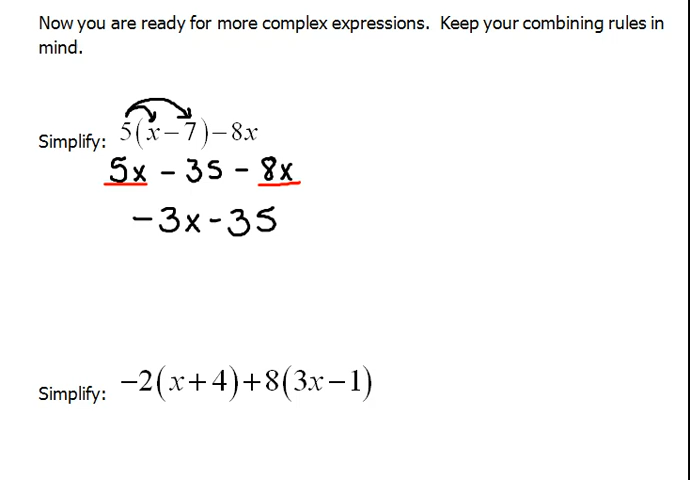 Now you are ready for more complex expressions.  Keep your combining rules in
mind.
Simplify: 5(x−7)−8x
5x − 35 − 8x
−3x−35
Simplify: −2(x+4)+8(3x−1)